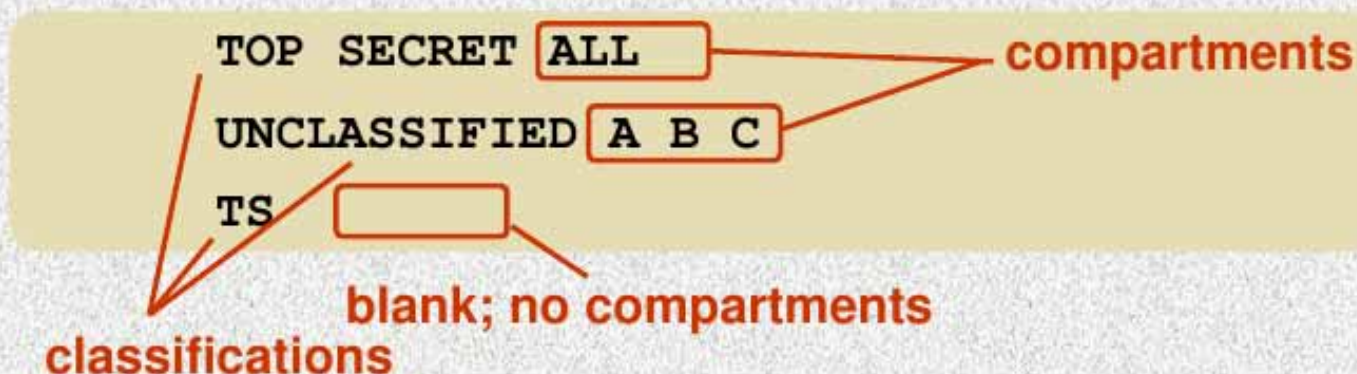 TOP SECRET ALL compartments
UNCLASSIFIED A B C
TS
blank; no compartments
classifications